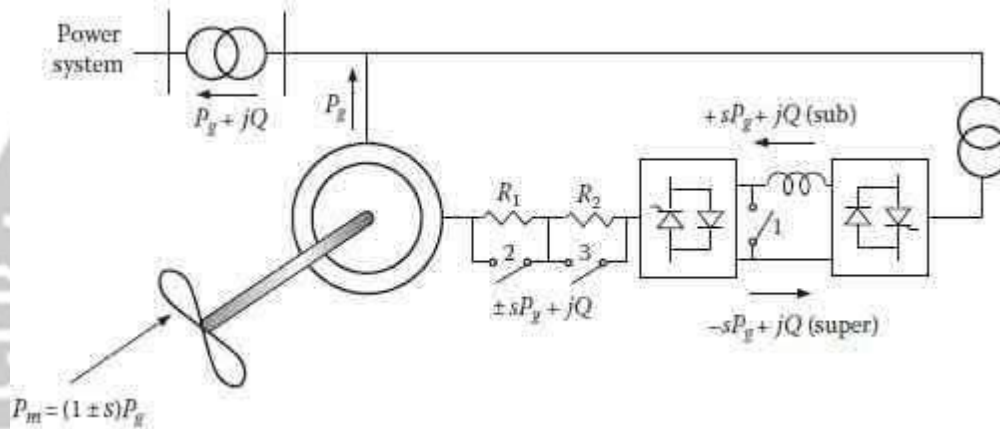 Power
system
P_g + jQ
P_g
+ sP_g + jQ (sub)
R_1
R_2
1
2
3
± sP_g + jQ
–sP_g + jQ (super)
P_m = (1 ± s)P_g